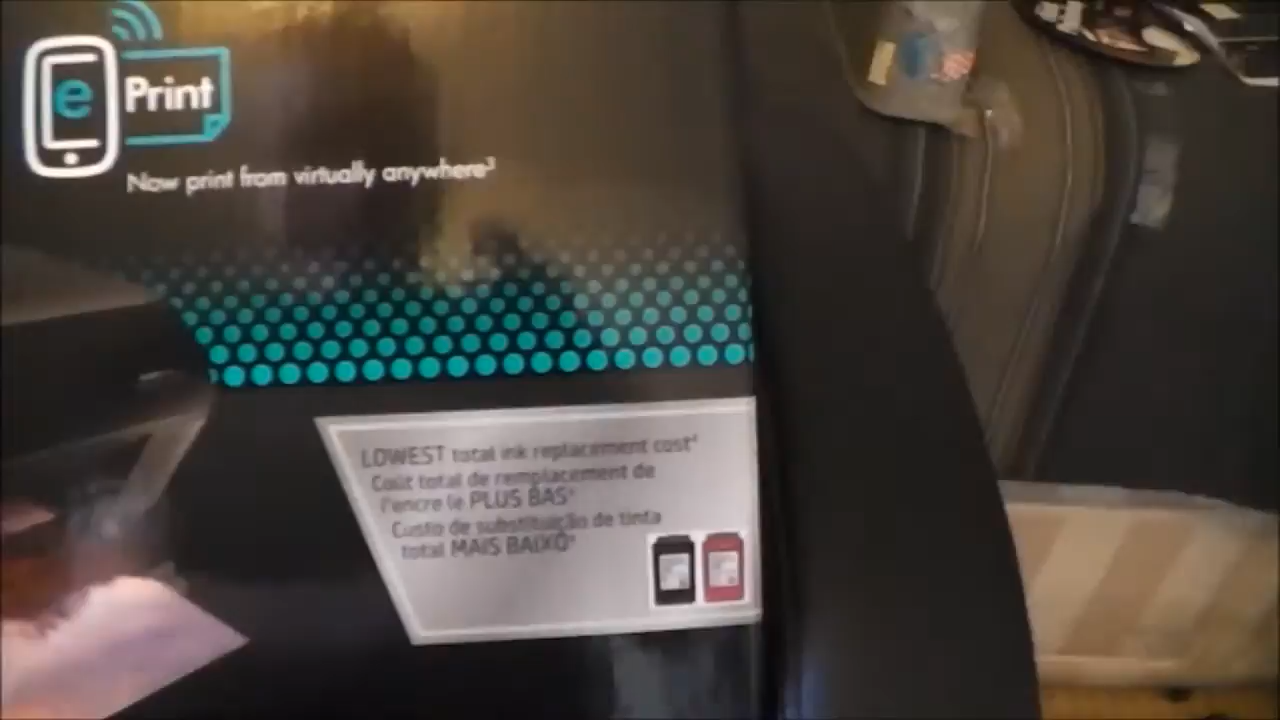 e Print
Now print from virtually anywhere³
LOWEST total ink replacement cost⁴
Coût total de remplacement de
l'encre le PLUS BAS⁴
Custo de substituição de tinta
total MAIS BAIXO⁴